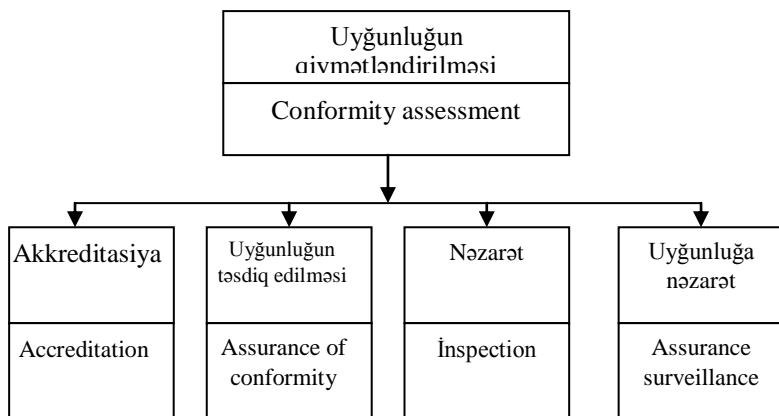 Uyğunluğun
qiymətləndirilməsi
Conformity assessment
Akkreditasiya
Accreditation
Uyğunluğun
təsdiq edilməsi
Assurance of
conformity
Nəzarət
İnspection
Uyğunluğa
nəzarət
Assurance
surveillance